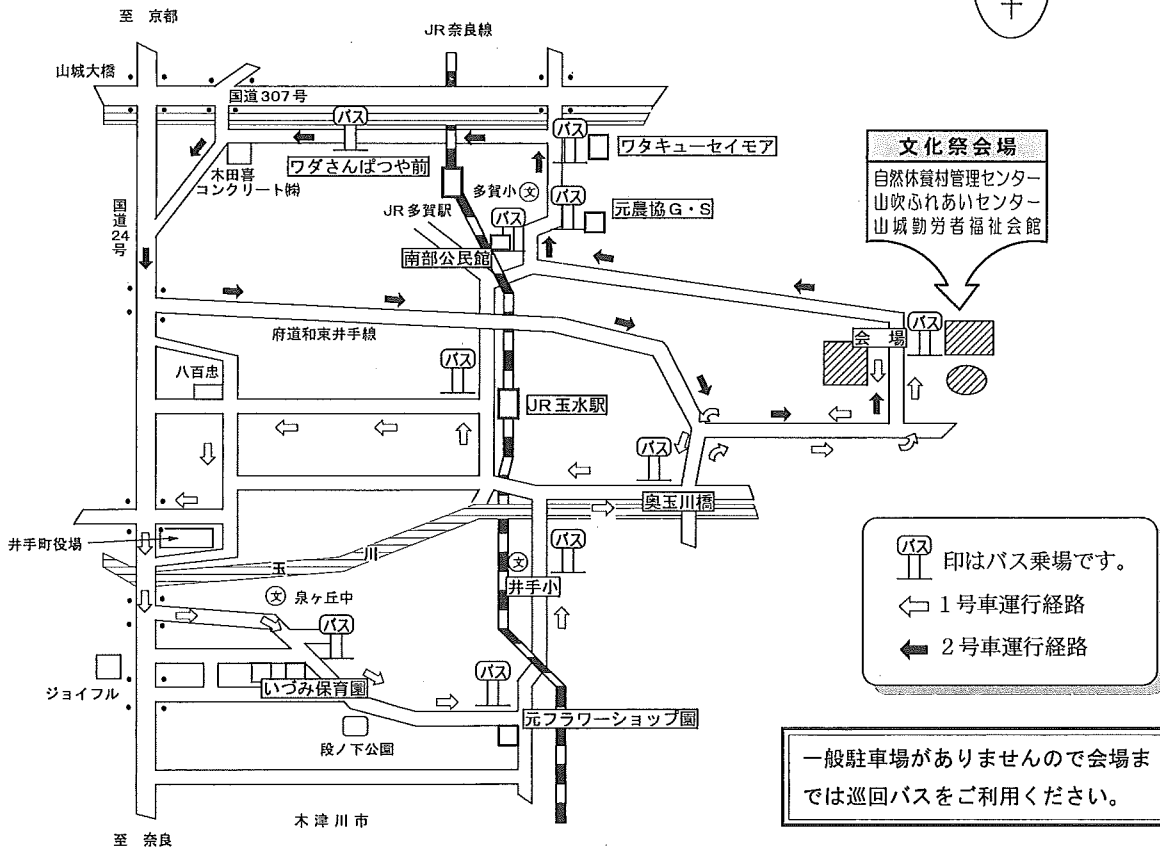 至 京都
JR奈良線
山城大橋
国道307号
バス
バス
ワタキューセイモア
ワダさんぱつや前
木田喜
コンクリート㈱
多賀小 文
バス
元農協G・S
JR多賀駅
バス
南部公民館
国道24号
文化祭会場
自然休養村管理センター
山吹ふれあいセンター
山城勤労者福祉会館
府道和束井手線
バス
会場
八百忠
バス
JR玉水駅
バス
奥玉川橋
井手町役場
玉川
バス
文
井手小
文 泉ヶ丘中
バス
ジョイフル
いづみ保育園
バス
元フラワーショップ園
段ノ下公園
木津川市
至 奈良
バス 印はバス乗場です。
1号車運行経路
2号車運行経路
一般駐車場がありませんので会場ま
では巡回バスをご利用ください。